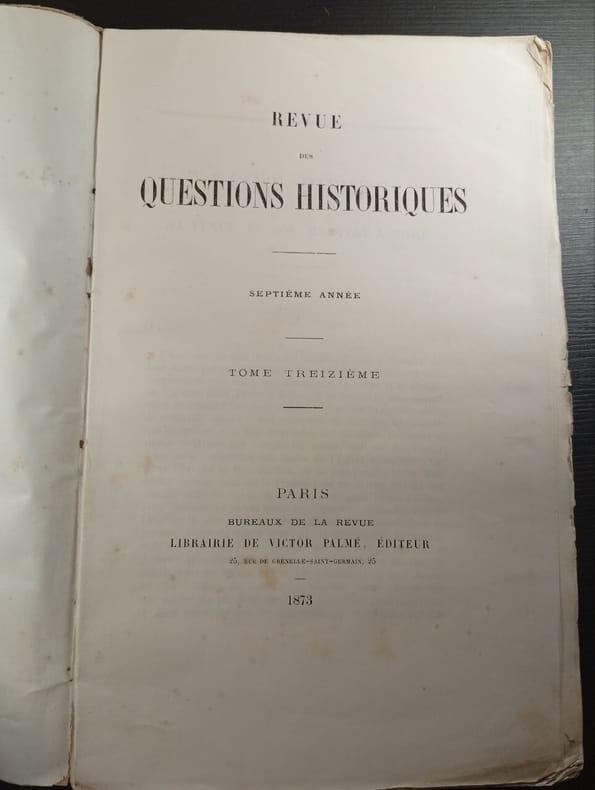 REVUE
DES
QUESTIONS HISTORIQUES
SEPTIÈME ANNÉE
TOME TREIZIÈME
PARIS
BUREAUX DE LA REVUE
LIBRAIRIE DE VICTOR PALMÉ, ÉDITEUR
25, RUE DE GRENELLE-SAINT-GERMAIN, 25
1873